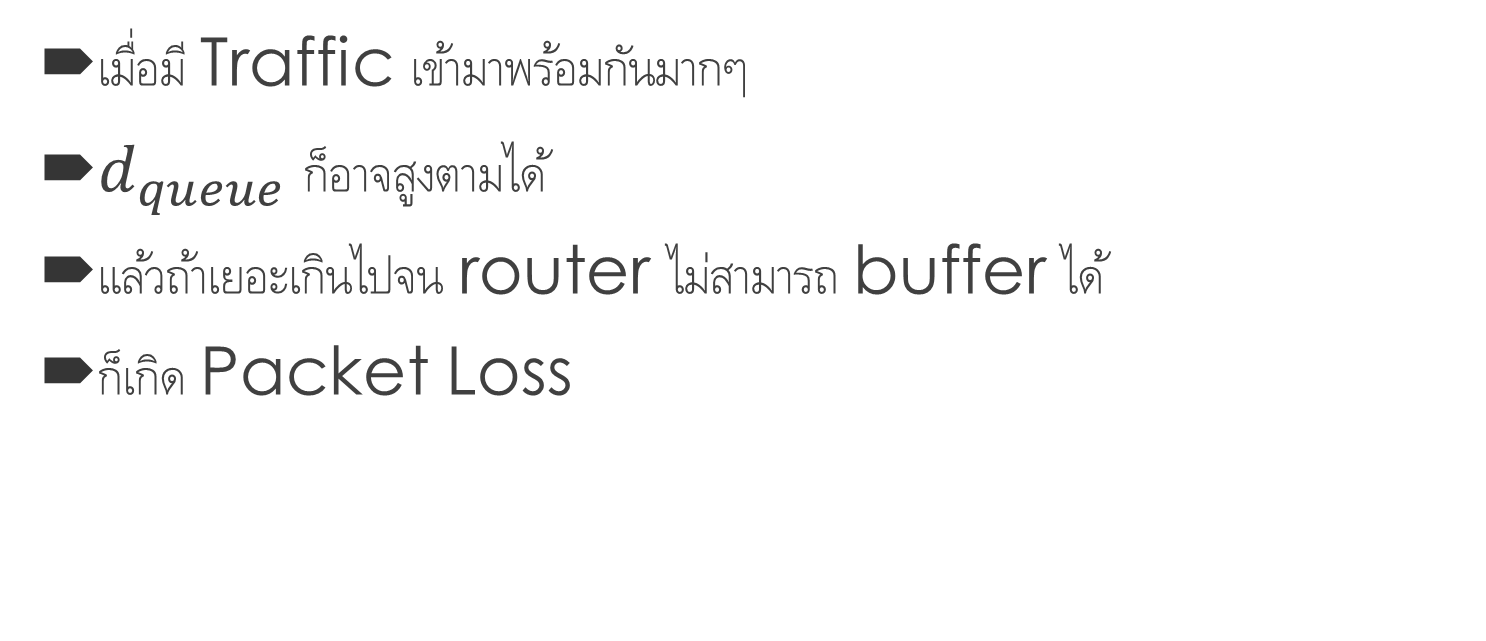 เมื่อมี Traffic เข้ามาพร้อมกันมากๆ
d_queue ก็อาจสูงตามได้
แล้วถ้าเยอะเกินไปจน router ไม่สามารถ buffer ได้
ก็เกิด Packet Loss